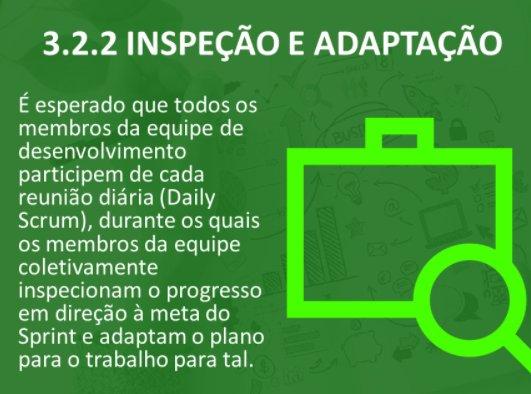 3.2.2 INSPEÇÃO E ADAPTAÇÃO
É esperado que todos os
membros da equipe de
desenvolvimento
participem de cada
reunião diária (Daily
Scrum), durante os quais
os membros da equipe
coletivamente
inspecionam o progresso
em direção à meta do
Sprint e adaptam o plano
para o trabalho para tal.